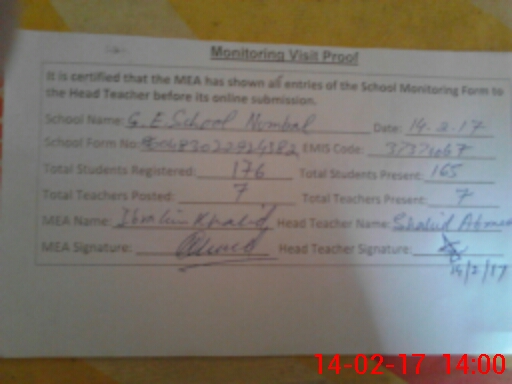 Monitoring Visit Proof
It is certified that the MEA has shown all entries of the School Monitoring Form to
the Head Teacher before its online submission.
School Name: G.E.School Numbal Date: 14.2.17
School Form No: EMIS Code:
Total Students Registered: 176 Total Students Present: 165
Total Teachers Posted: 7 Total Teachers Present: 7
MEA Name: Ibrahim Khalid Head Teacher Name: Shahid
MEA Signature: Head Teacher Signature:
14/2/17
14-02-17 14:00